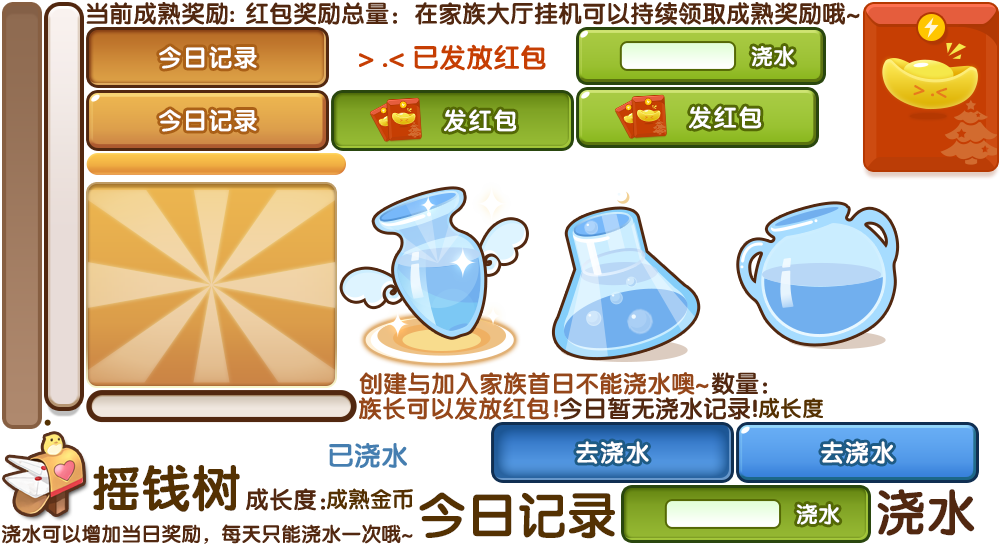 当前成熟奖励: 红包奖励总量：在家族大厅挂机可以持续领取成熟奖励哦~
今日记录
>.< 已发放红包
浇水
今日记录
发红包
发红包
>.<
创建与加入家族首日不能浇水噢~数量：
族长可以发放红包!今日暂无浇水记录!成长度
已浇水
去浇水
去浇水
摇钱树
成长度:成熟金币
今日记录
浇水
浇水
浇水可以增加当日奖励，每天只能浇水一次哦~